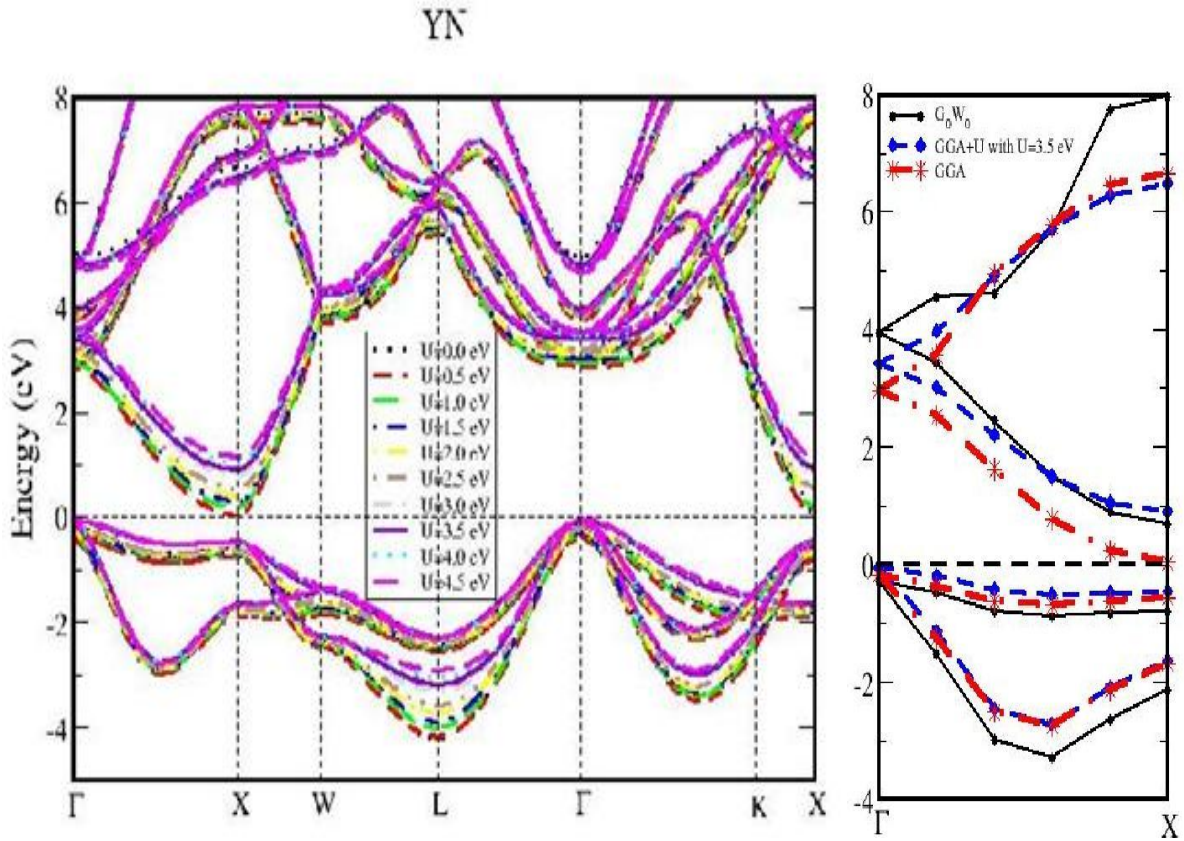 YN
8
6
4
2
0
-2
-4
Energy (eV)
U=0.0 eV
U=0.5 eV
U=1.0 eV
U=1.5 eV
U=2.0 eV
U=2.5 eV
U=3.0 eV
U=3.5 eV
U=4.0 eV
U=4.5 eV
Γ X W L Γ K X
8
6
4
2
0
-2
-4
G₀W₀
GGA+U with U=3.5 eV
GGA
Γ X